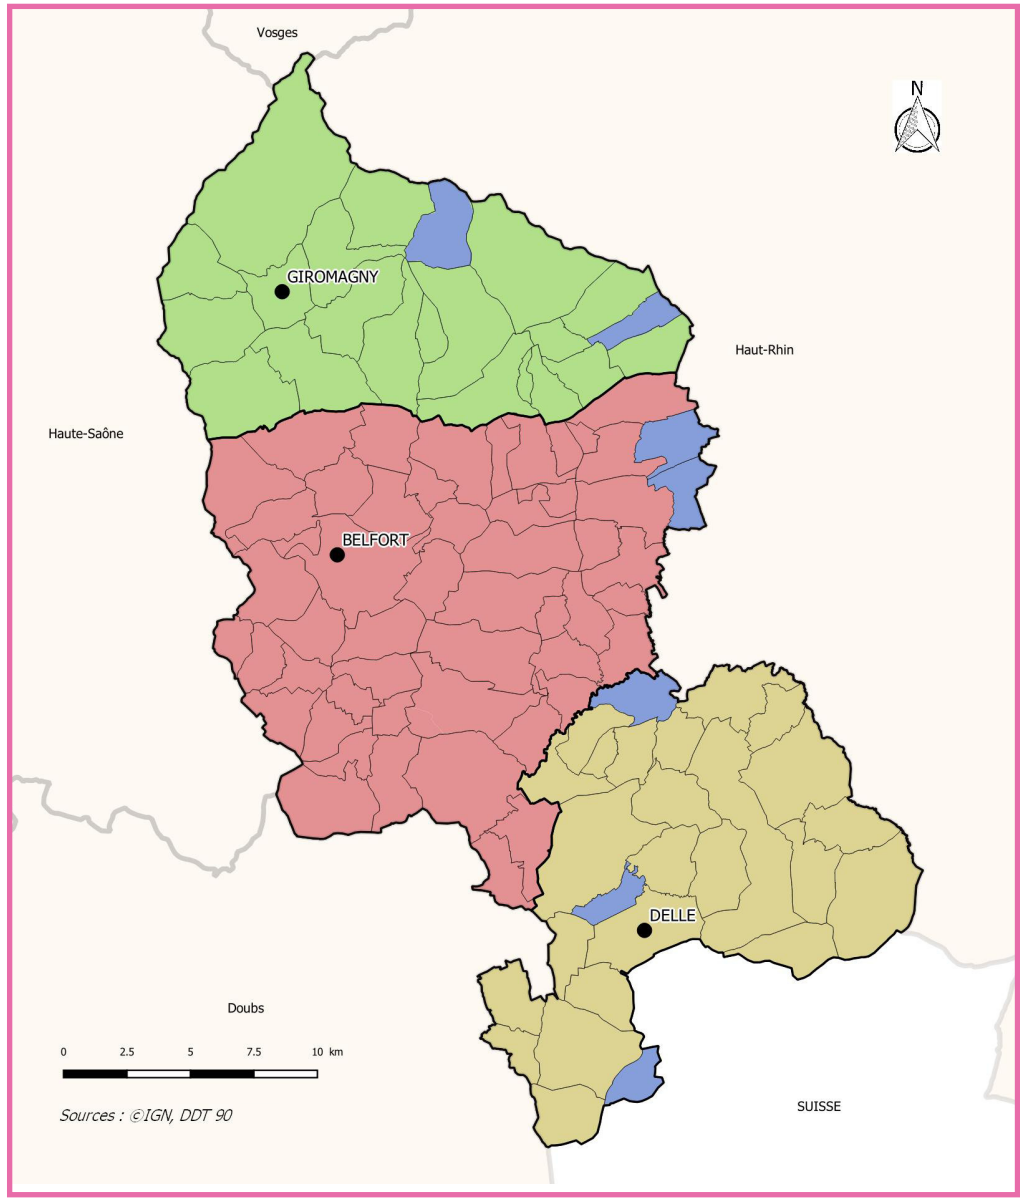 Vosges
N
GIROMAGNY
Haut-Rhin
Haute-Saône
BELFORT
DELLE
Doubs
0 2.5 5 7.5 10 km
SUISSE
Sources : ©IGN, DDT 90